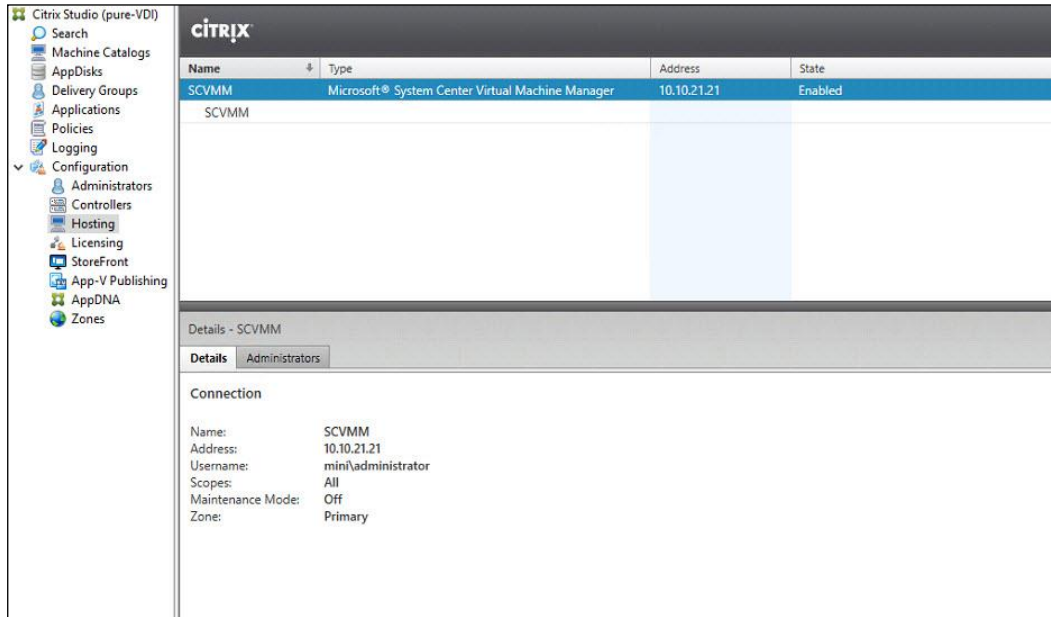 Citrix Studio (pure-VDI)
Search
Machine Catalogs
AppDisks
Delivery Groups
Applications
Policies
Logging
Configuration
Administrators
Controllers
Hosting
Licensing
StoreFront
App-V Publishing
AppDNA
Zones
CITRIX
Name Type Address State
SCVMM Microsoft® System Center Virtual Machine Manager 10.10.21.21 Enabled
SCVMM
Details - SCVMM
Details Administrators
Connection
Name: SCVMM
Address: 10.10.21.21
Username: mini\administrator
Scopes: All
Maintenance Mode: Off
Zone: Primary